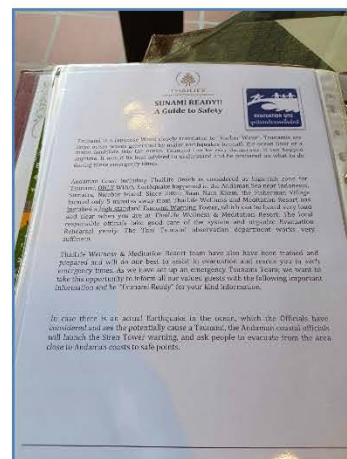 THAILIFE
SUNAMI READY!!
A Guide to Safety
EVACUATION SITE
Tsunami is a Japanese Word closely translated to "Harbor Wave". Tsunamis are
large ocean waves generated by major earthquakes beneath the ocean floor or a
major landslide into the ocean. Tsunami can be very dangerous. It can happen
anytime. It would be best advised to understand and be prepared on what to do
during these emergency times.
Andaman Coast including Thailife Beach is considered as high-risk zone for
Tsunami, ONLY When, Earthquake happened in the Andaman Sea near Indonesia,
Sumatra, Nicobar Island. Since Baan Nam Khem, the Fisherman Village
located only 5 minutes away from Thailife Wellness and Meditation Resort has
installed a high standard Tsunami Warning Tower, which can be heard very loud
and clear when you are at Thailife Wellness & Meditation Resort. The local
responsible officials take good care of the system and organize Evacuation
Rehearsal yearly. The Thai Tsunami observation department works very
sufficient.
Thailife Wellness & Meditation Resort team have also have been trained and
prepared and will do our best to assist in evacuation and rescue you in such
emergency times. As we have set up an emergency Tsunami Team, we want to
take this opportunity to inform all our valued guests with the following important
information and be "Tsunami Ready" for your kind information.
In case there is an actual Earthquake in the ocean, which the Officials have
considered and see the potentially cause a Tsunami, the Andaman coastal officials
will launch the Siren Tower warning, and ask people to evacuate from the area
close to Andaman coasts to safe points.